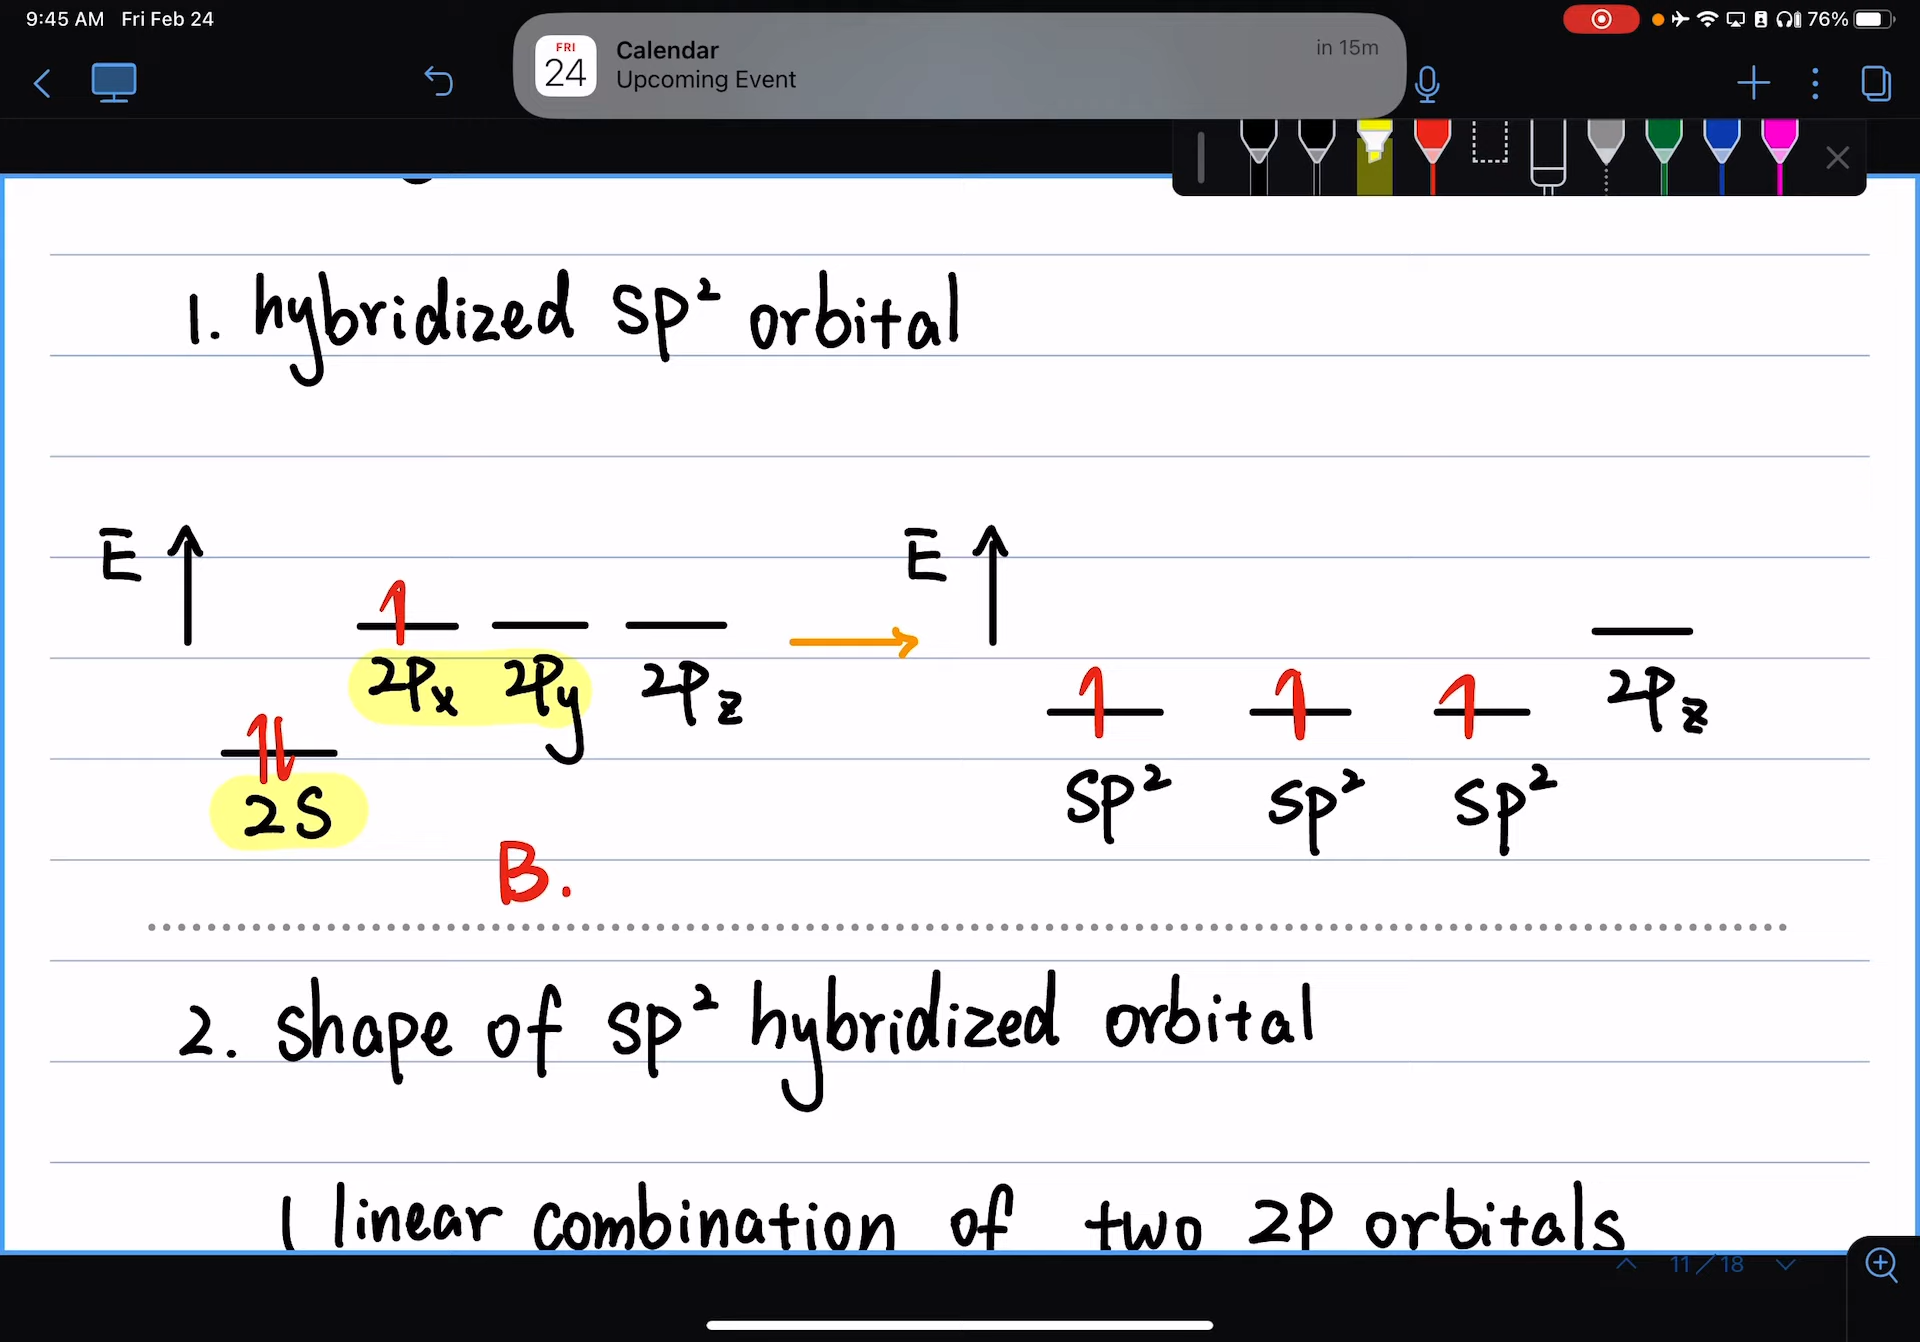 9:45 AM Fri Feb 24
76%
FRI
24
Calendar
in 15m
Upcoming Event
1. hybridized sp² orbital
E
E
2Px 2Py 2Pz
2Pz
2S
sp² sp² sp²
B.
2. shape of sp² hybridized orbital
linear combination of two 2P orbitals
11/18